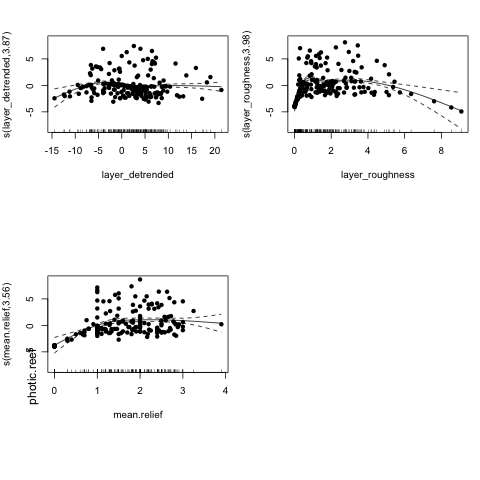 s(layer_detrended,3.87)
5
0
-5
-15 -10 -5 0 5 10 15 20
layer_detrended
s(layer_roughness,3.98)
5
0
-5
0 2 4 6 8
layer_roughness
s(mean.relief,3.56)
5
0
-5
0 1 2 3 4
mean.relief
photic.reef